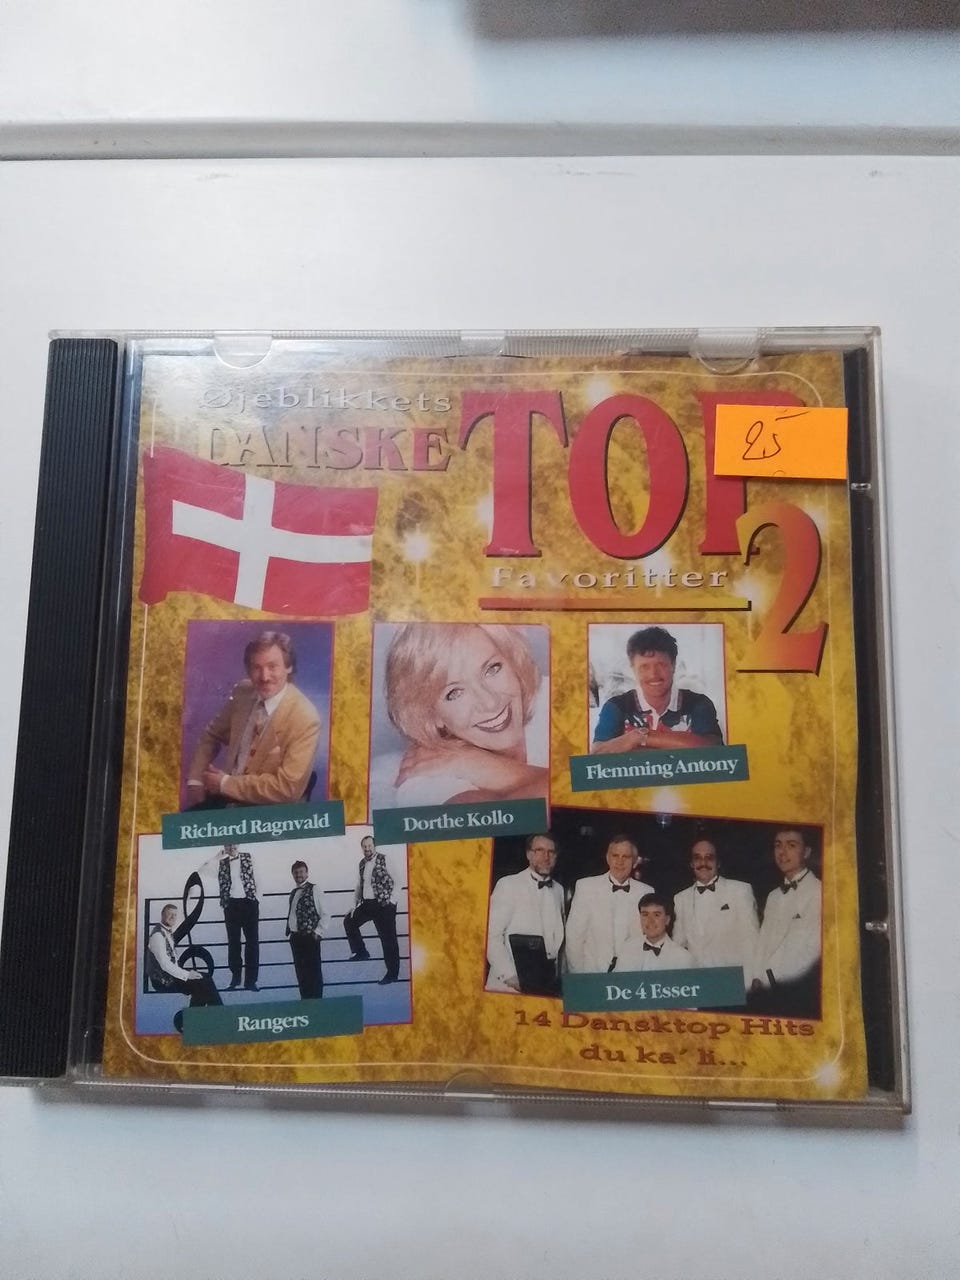 Øjeblikkets
DANSKE TOP
25
Favoritter 2
Richard Ragnvald
Dorthe Kollo
Flemming Antony
Rangers
De 4 Esser
14 Dansktop Hits
du ka' li...